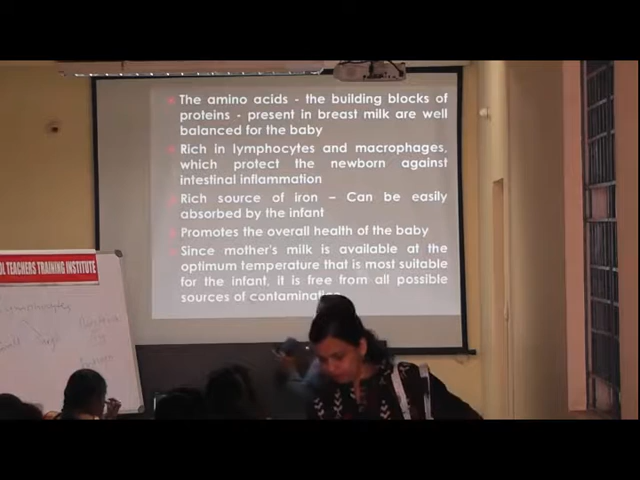 The amino acids - the building blocks of
proteins - present in breast milk are well
balanced for the baby
Rich in lymphocytes and macrophages,
which protect the newborn against
intestinal inflammation
Rich source of iron – Can be easily
absorbed by the infant
Promotes the overall health of the baby
Since mother's milk is available at the
optimum temperature that is most suitable
for the infant, it is free from all possible
sources of contamination
TEACHERS TRAINING INSTITUTE